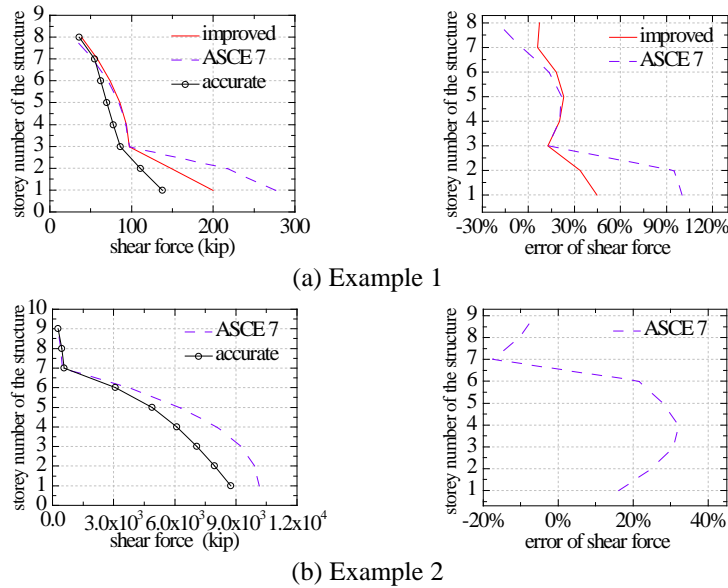 9
8
7
6
5
4
3
2
1
0
storey number of the structure
improved
ASCE 7
accurate
0 100 200 300
shear force (kip)
8
7
6
5
4
3
2
1
storey number of the structure
improved
ASCE 7
-30% 0% 30% 60% 90% 120%
error of shear force
(a) Example 1
10
9
8
7
6
5
4
3
2
1
0
storey number of the structure
ASCE 7
accurate
0.0 3.0x10³ 6.0x10³ 9.0x10³ 1.2x10⁴
shear force (kip)
9
8
7
6
5
4
3
2
1
storey number of the structure
ASCE 7
-20% 0% 20% 40%
error of shear force
(b) Example 2